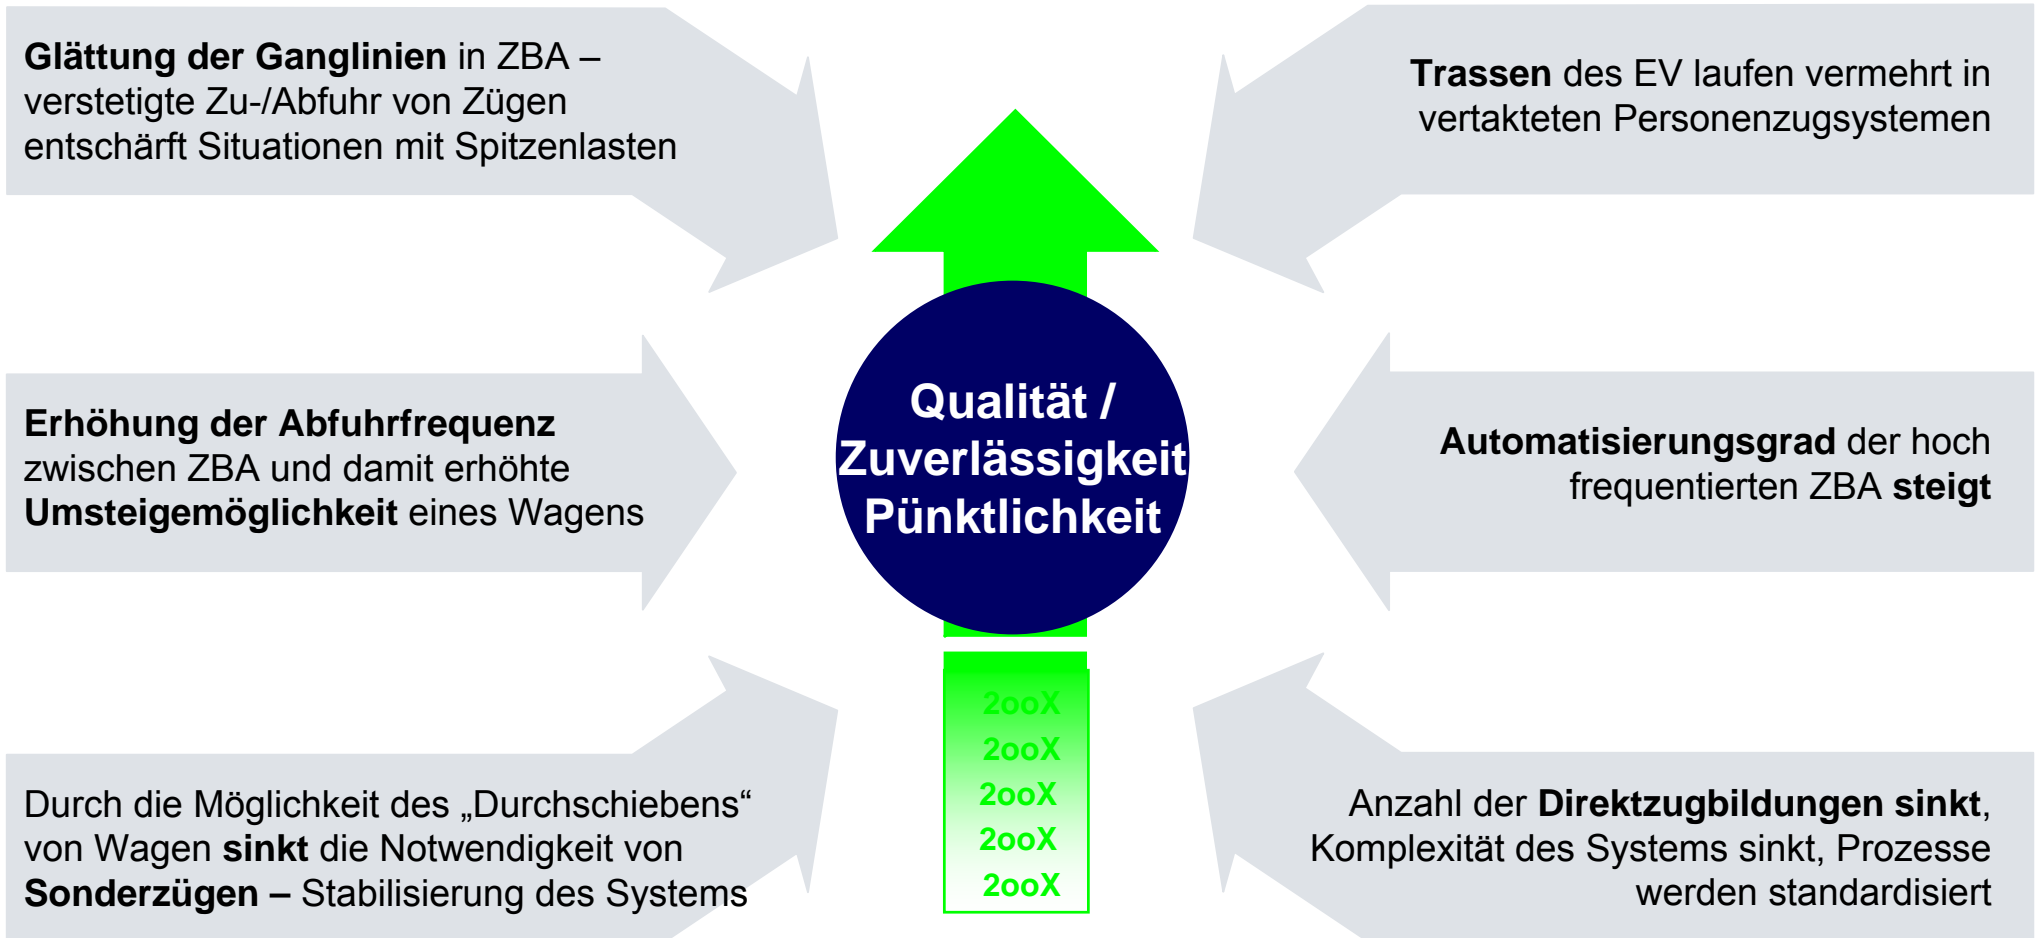 Glättung der Ganglinien in ZBA –
verstetigte Zu-/Abfuhr von Zügen
entschärft Situationen mit Spitzenlasten
Trassen des EV laufen vermehrt in
vertakteten Personenzugsystemen
Erhöhung der Abfuhrfrequenz
zwischen ZBA und damit erhöhte
Umsteigemöglichkeit eines Wagens
Qualität /
Zuverlässigkeit
Pünktlichkeit
Automatisierungsgrad der hoch
frequentierten ZBA steigt
Durch die Möglichkeit des „Durchschiebens“
von Wagen sinkt die Notwendigkeit von
Sonderzügen – Stabilisierung des Systems
2ooX
2ooX
2ooX
2ooX
2ooX
Anzahl der Direktzugbildungen sinkt,
Komplexität des Systems sinkt, Prozesse
werden standardisiert